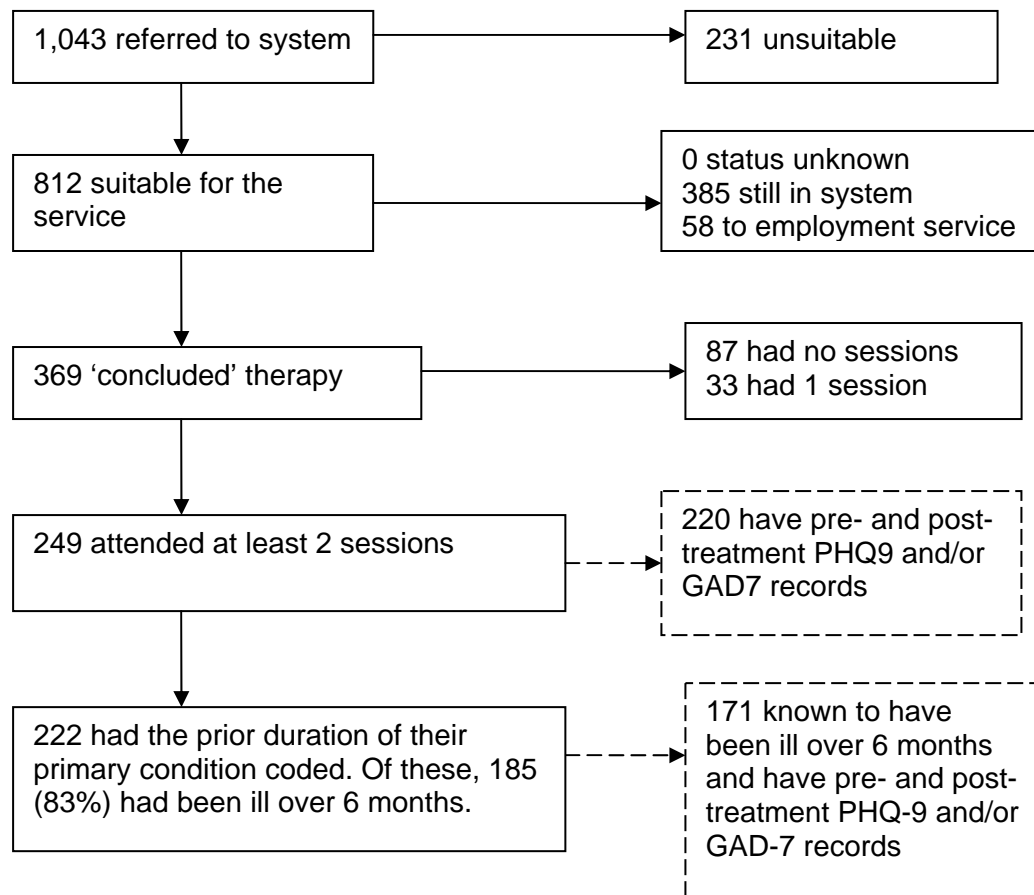 1,043 referred to system
231 unsuitable
812 suitable for the
service
0 status unknown
385 still in system
58 to employment service
369 ‘concluded’ therapy
87 had no sessions
33 had 1 session
249 attended at least 2 sessions
220 have pre- and post-
treatment PHQ9 and/or
GAD7 records
222 had the prior duration of their
primary condition coded. Of these, 185
(83%) had been ill over 6 months.
171 known to have
been ill over 6 months
and have pre- and post-
treatment PHQ-9 and/or
GAD-7 records